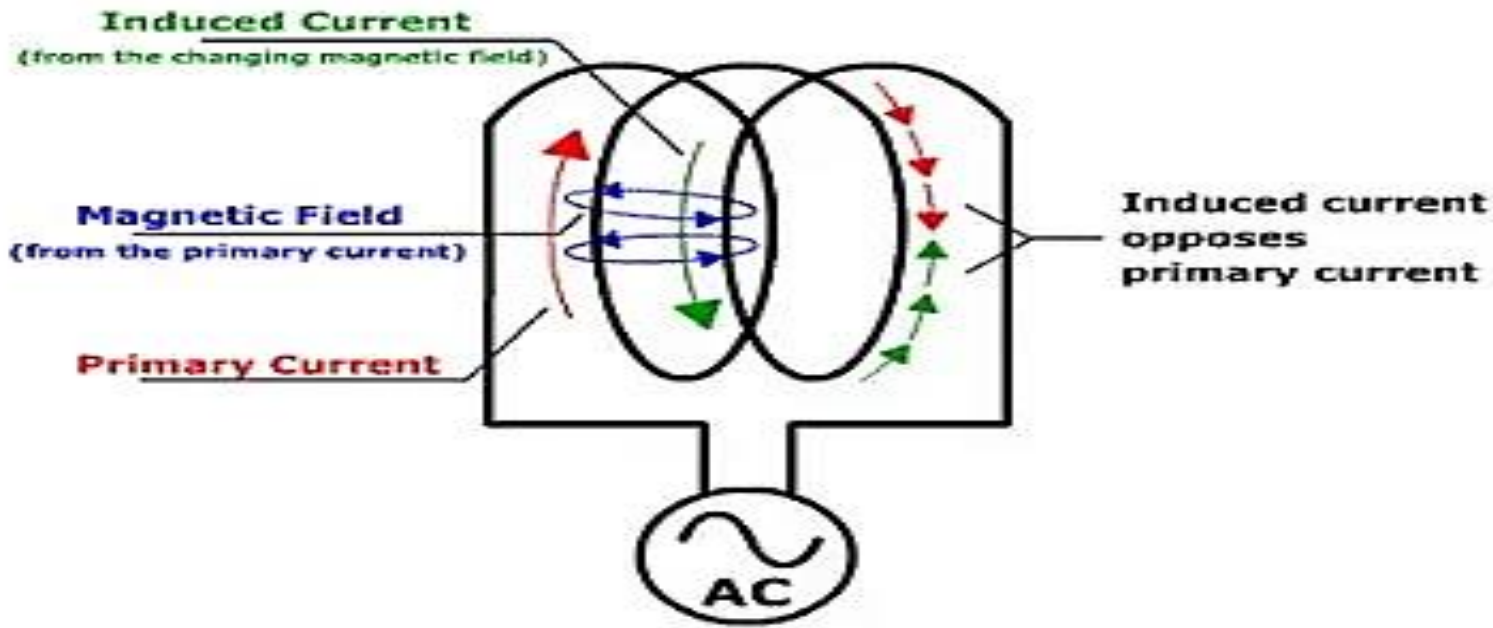 Induced Current
(from the changing magnetic field)
Magnetic Field
(from the primary current)
Primary Current
Induced current
opposes
primary current
AC